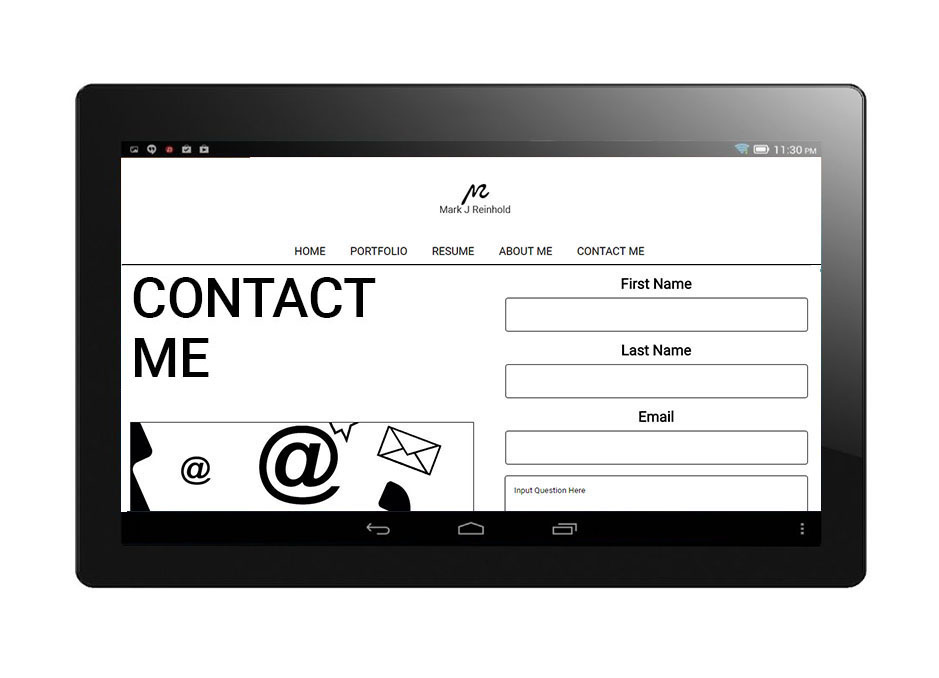 11:30 PM
M
Mark J Reinhold
HOME PORTFOLIO RESUME ABOUT ME CONTACT ME
CONTACT
ME
First Name
Last Name
Email
Input Question Here
@ @